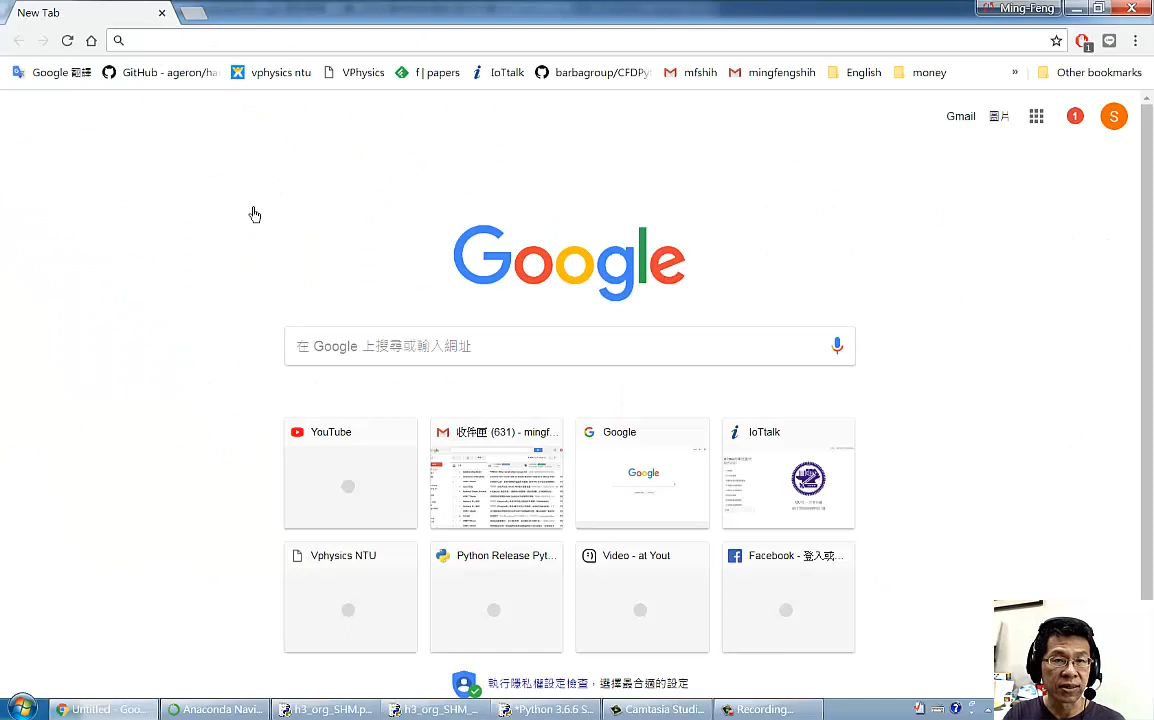 New Tab
Ming-Feng
Google 翻譯 GitHub - ageron/ha vphysics ntu VPhysics f | papers IoTtalk barbagroup/CFDPy mfshih mingfengshih English money » Other bookmarks
Gmail 圖片 1 S
Google
在 Google 上搜尋或輸入網址
YouTube 收件匣 (631) - mingf... Google IoTtalk
Google
Vphysics NTU Python Release Pyt... Video - at Yout Facebook - 登入或...
執行隱私權設定檢查，選擇最合適的設定
Untitled - Goo... Anaconda Navi... h3_org_SHM.p... h3_org_SHM_... *Python 3.6.6 S... Camtasia Studi... Recording...